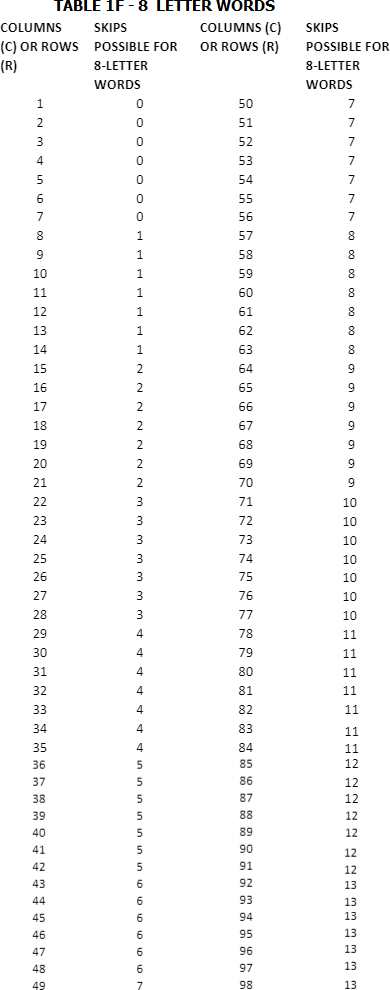 TABLE 1F - 8 LETTER WORDS
COLUMNS SKIPS COLUMNS (C) SKIPS
(C) OR ROWS POSSIBLE FOR OR ROWS (R) POSSIBLE FOR
(R) 8-LETTER 8-LETTER
WORDS WORDS
1 0 50 7
2 0 51 7
3 0 52 7
4 0 53 7
5 0 54 7
6 0 55 7
7 0 56 7
8 1 57 8
9 1 58 8
10 1 59 8
11 1 60 8
12 1 61 8
13 1 62 8
14 1 63 8
15 2 64 9
16 2 65 9
17 2 66 9
18 2 67 9
19 2 68 9
20 2 69 9
21 2 70 9
22 3 71 10
23 3 72 10
24 3 73 10
25 3 74 10
26 3 75 10
27 3 76 10
28 3 77 10
29 4 78 11
30 4 79 11
31 4 80 11
32 4 81 11
33 4 82 11
34 4 83 11
35 4 84 11
36 5 85 12
37 5 86 12
38 5 87 12
39 5 88 12
40 5 89 12
41 5 90 12
42 5 91 12
43 6 92 13
44 6 93 13
45 6 94 13
46 6 95 13
47 6 96 13
48 6 97 13
49 7 98 13